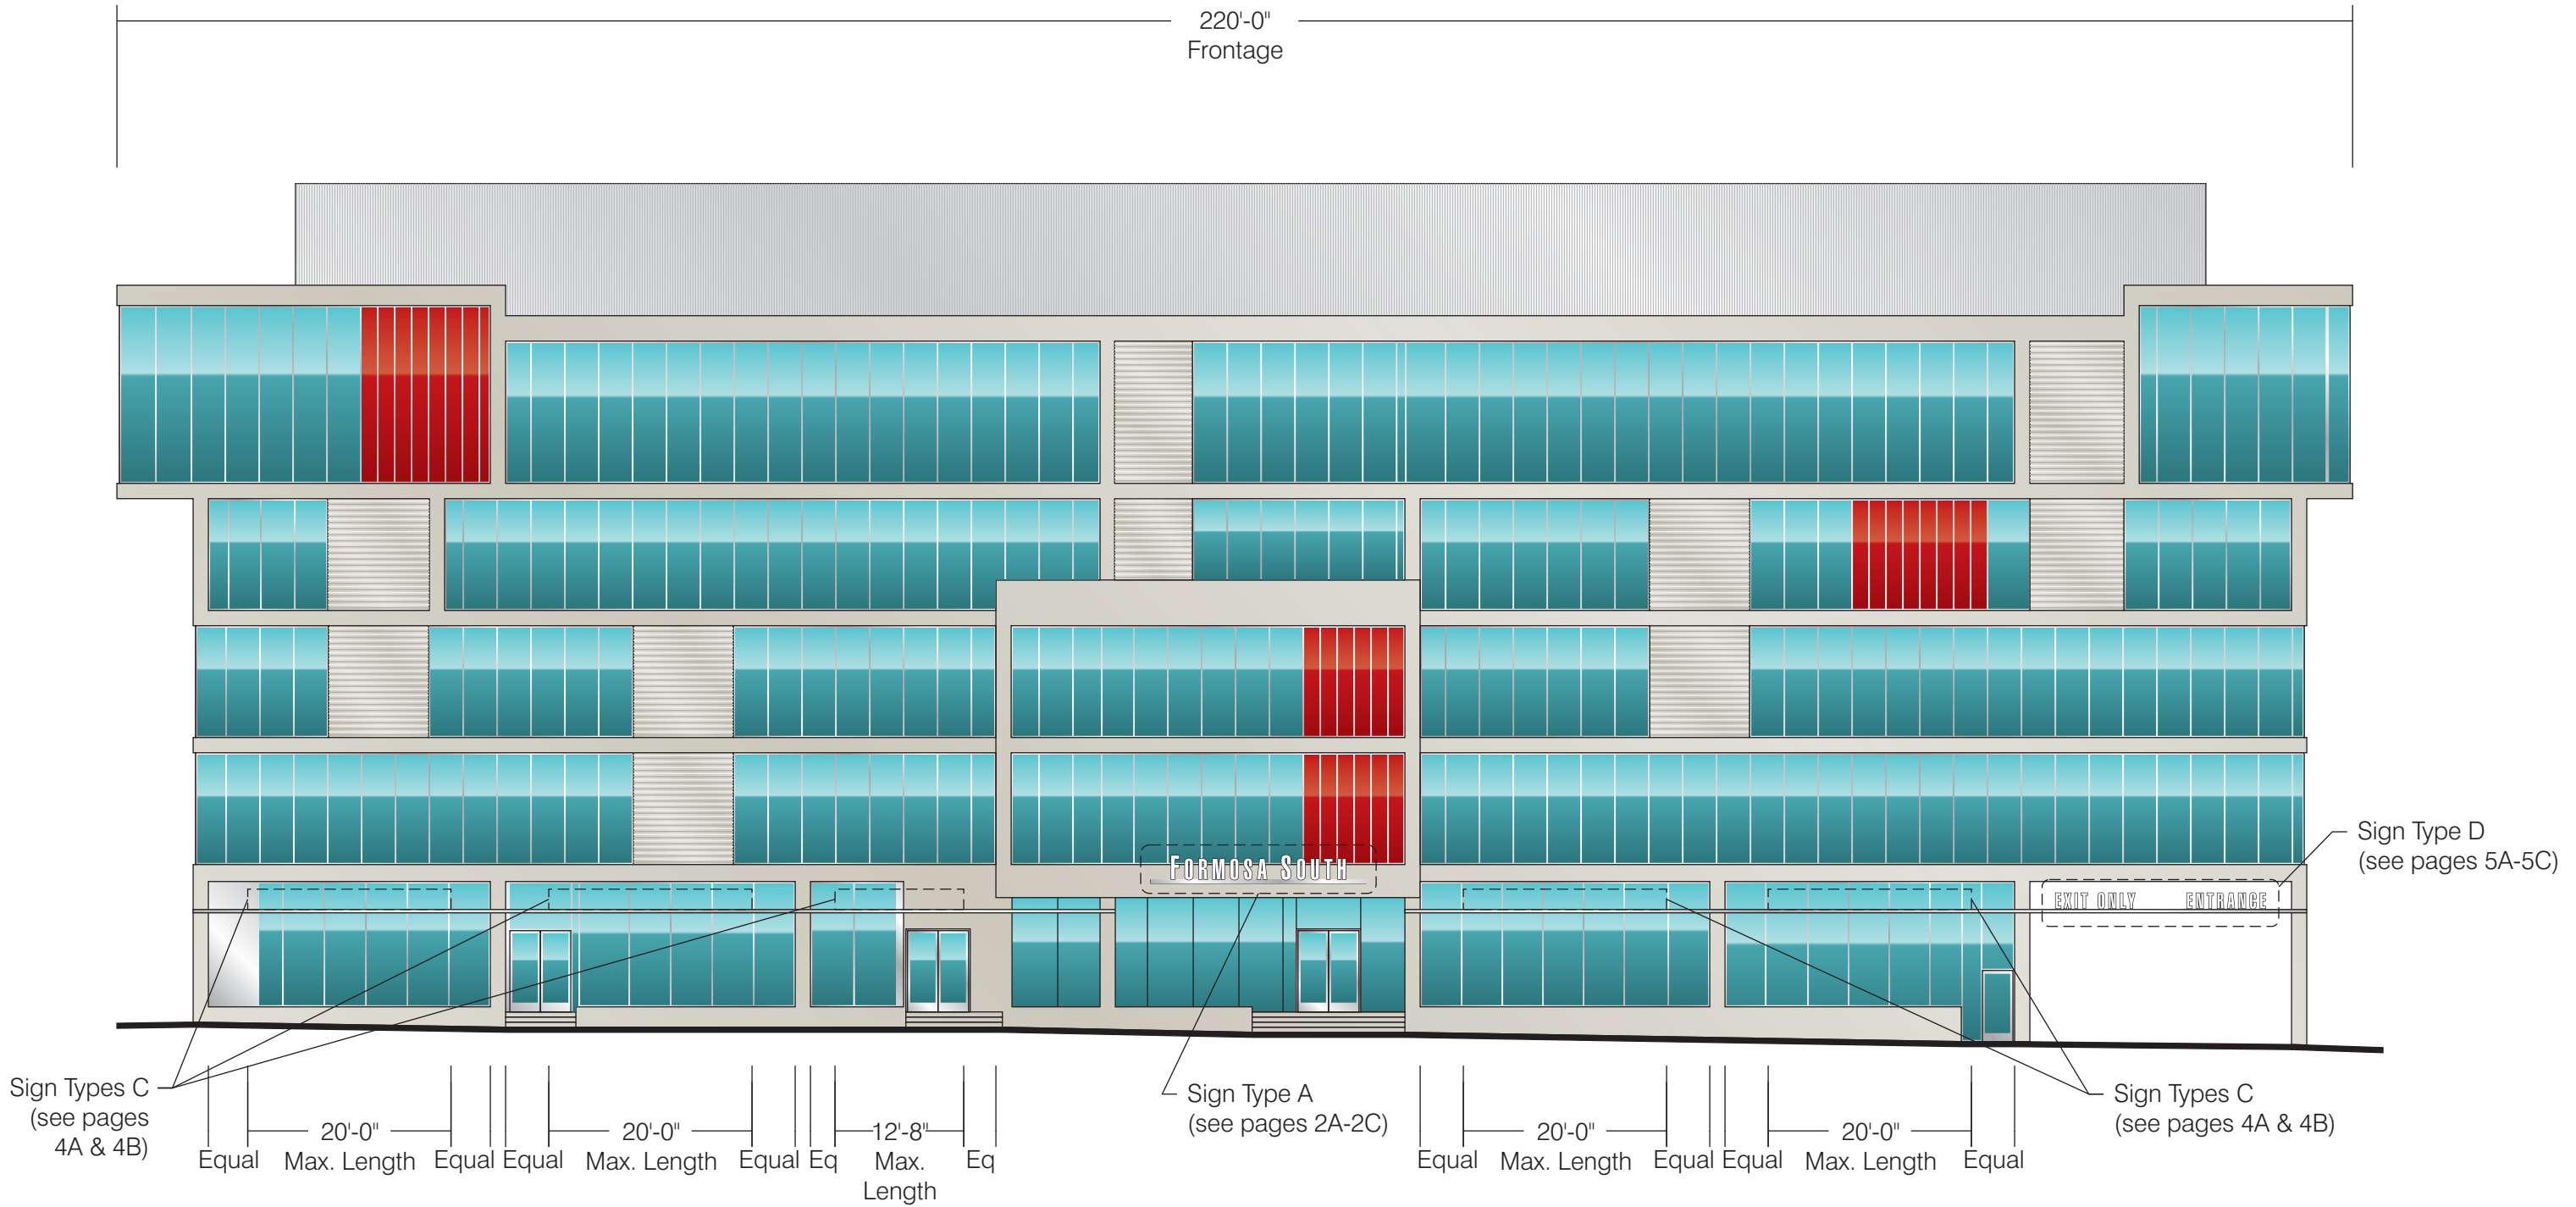 220'-0"
Frontage
FORMOSA SOUTH
EXIT ONLY ENTRANCE
Sign Type D
(see pages 5A-5C)
Sign Types C
(see pages
4A & 4B)
Sign Type A
(see pages 2A-2C)
Sign Types C
(see pages 4A & 4B)
20'-0" 20'-0" 12'-8" 20'-0" 20'-0"
Equal Max. Length Equal Equal Max. Length Equal Eq Max. Eq Equal Max. Length Equal Equal Max. Length Equal
Length